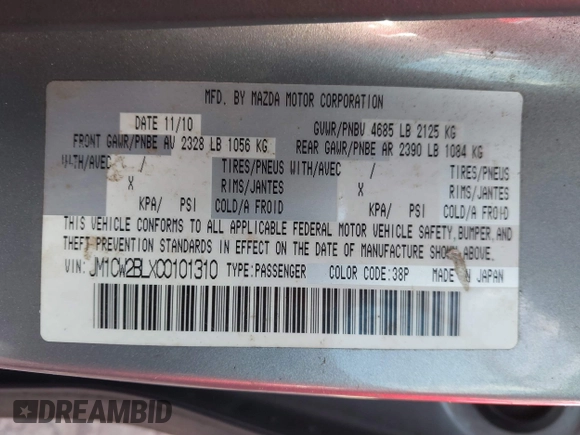 MFD. BY MAZDA MOTOR CORPORATION
DATE 11/10 GVWR/PNBV 4685 LB 2125 KG
FRONT GAWR/PNBE AV 2328 LB 1056 KG REAR GAWR/PNBE AR 2390 LB 1084 KG
WITH/AVEC / TIRES/PNEUS WITH/AVEC / TIRES/PNEUS
X RIMS/JANTES X RIMS/JANTES
KPA/ PSI COLD/A FROID KPA/ PSI COLD/A FROID
THIS VEHICLE CONFORMS TO ALL APPLICABLE FEDERAL MOTOR VEHICLE SAFETY, BUMPER, AND
THEFT PREVENTION STANDARDS IN EFFECT ON THE DATE OF MANUFACTURE SHOWN ABOVE.
VIN: JM1CW2BLXC0101310 TYPE:PASSENGER COLOR CODE:38P MADE IN JAPAN
DREAMBID